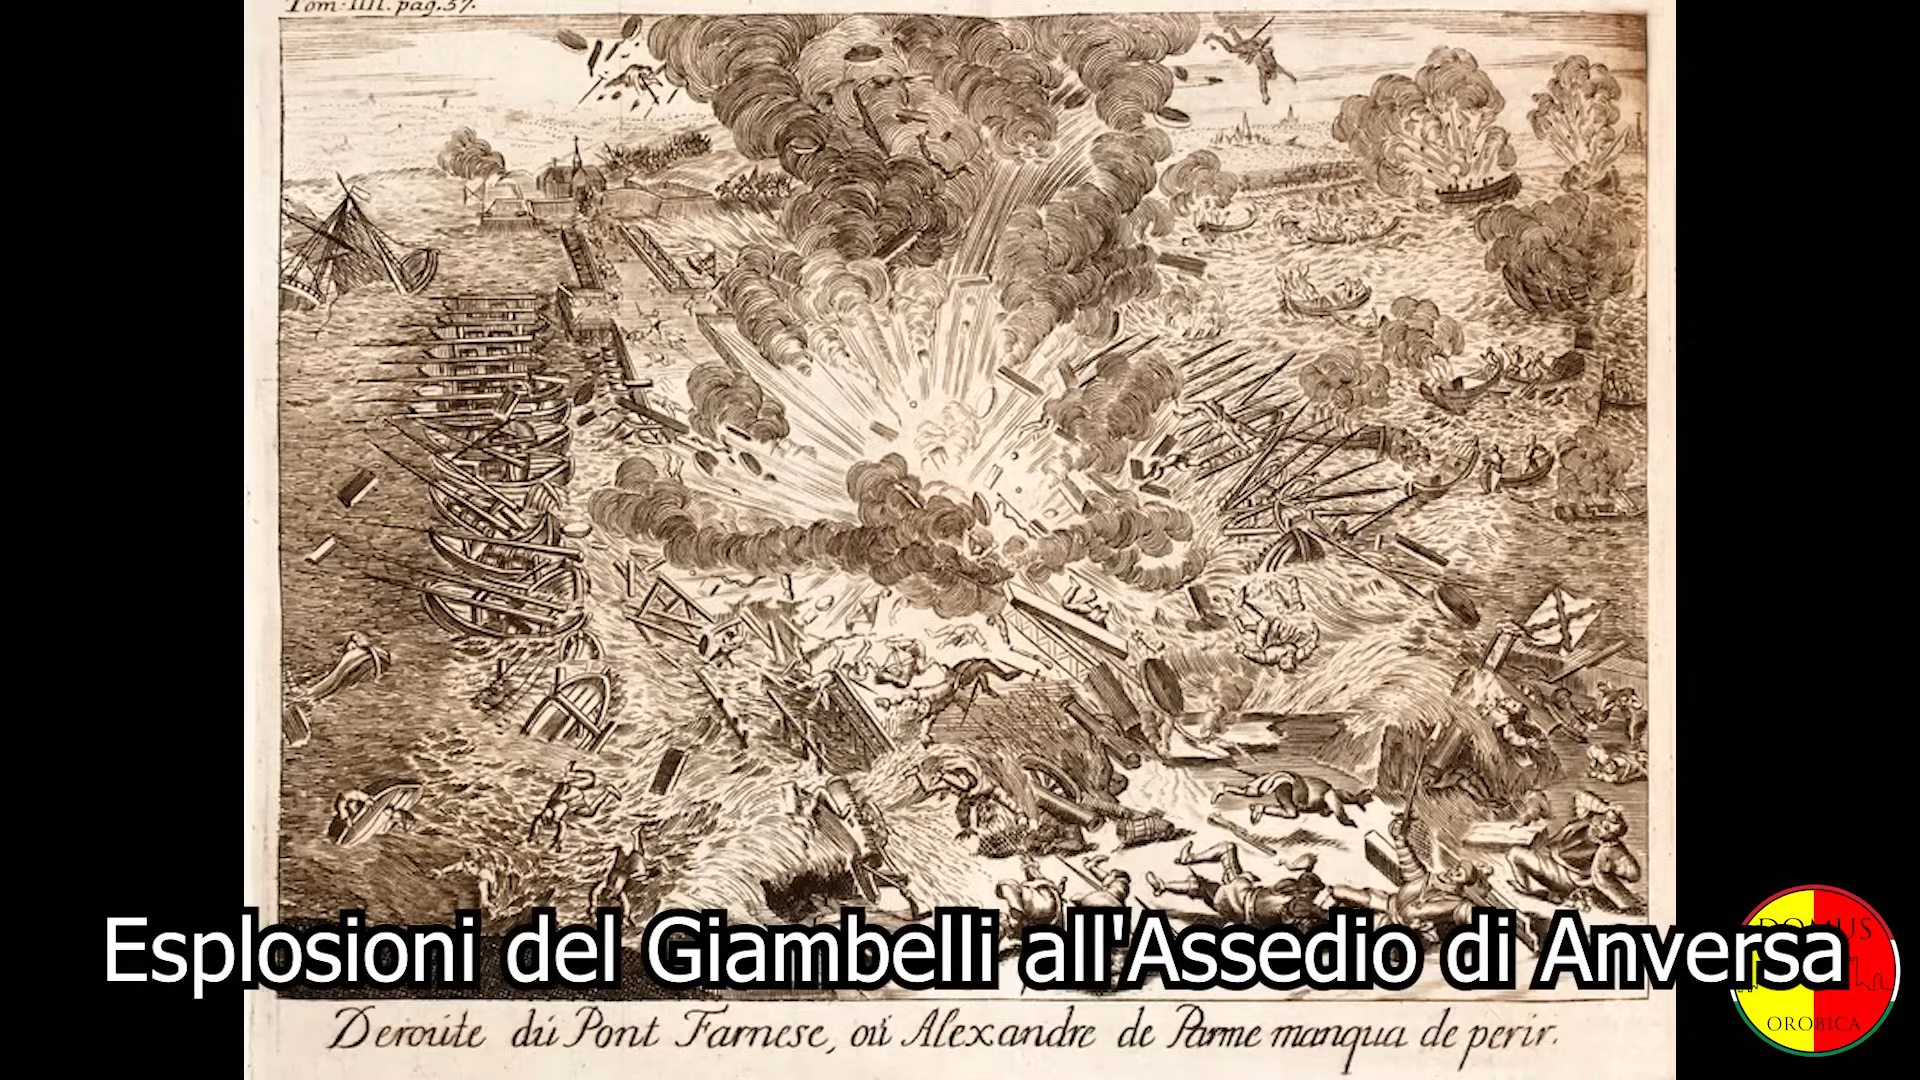 Tom. IIII. pag. 57.
Esplosioni del Giambelli all'Assedio di Anversa
DOMUS
OROBICA
Deroute du Pont Farnese, où Alexandre de Parme manqua de perir.